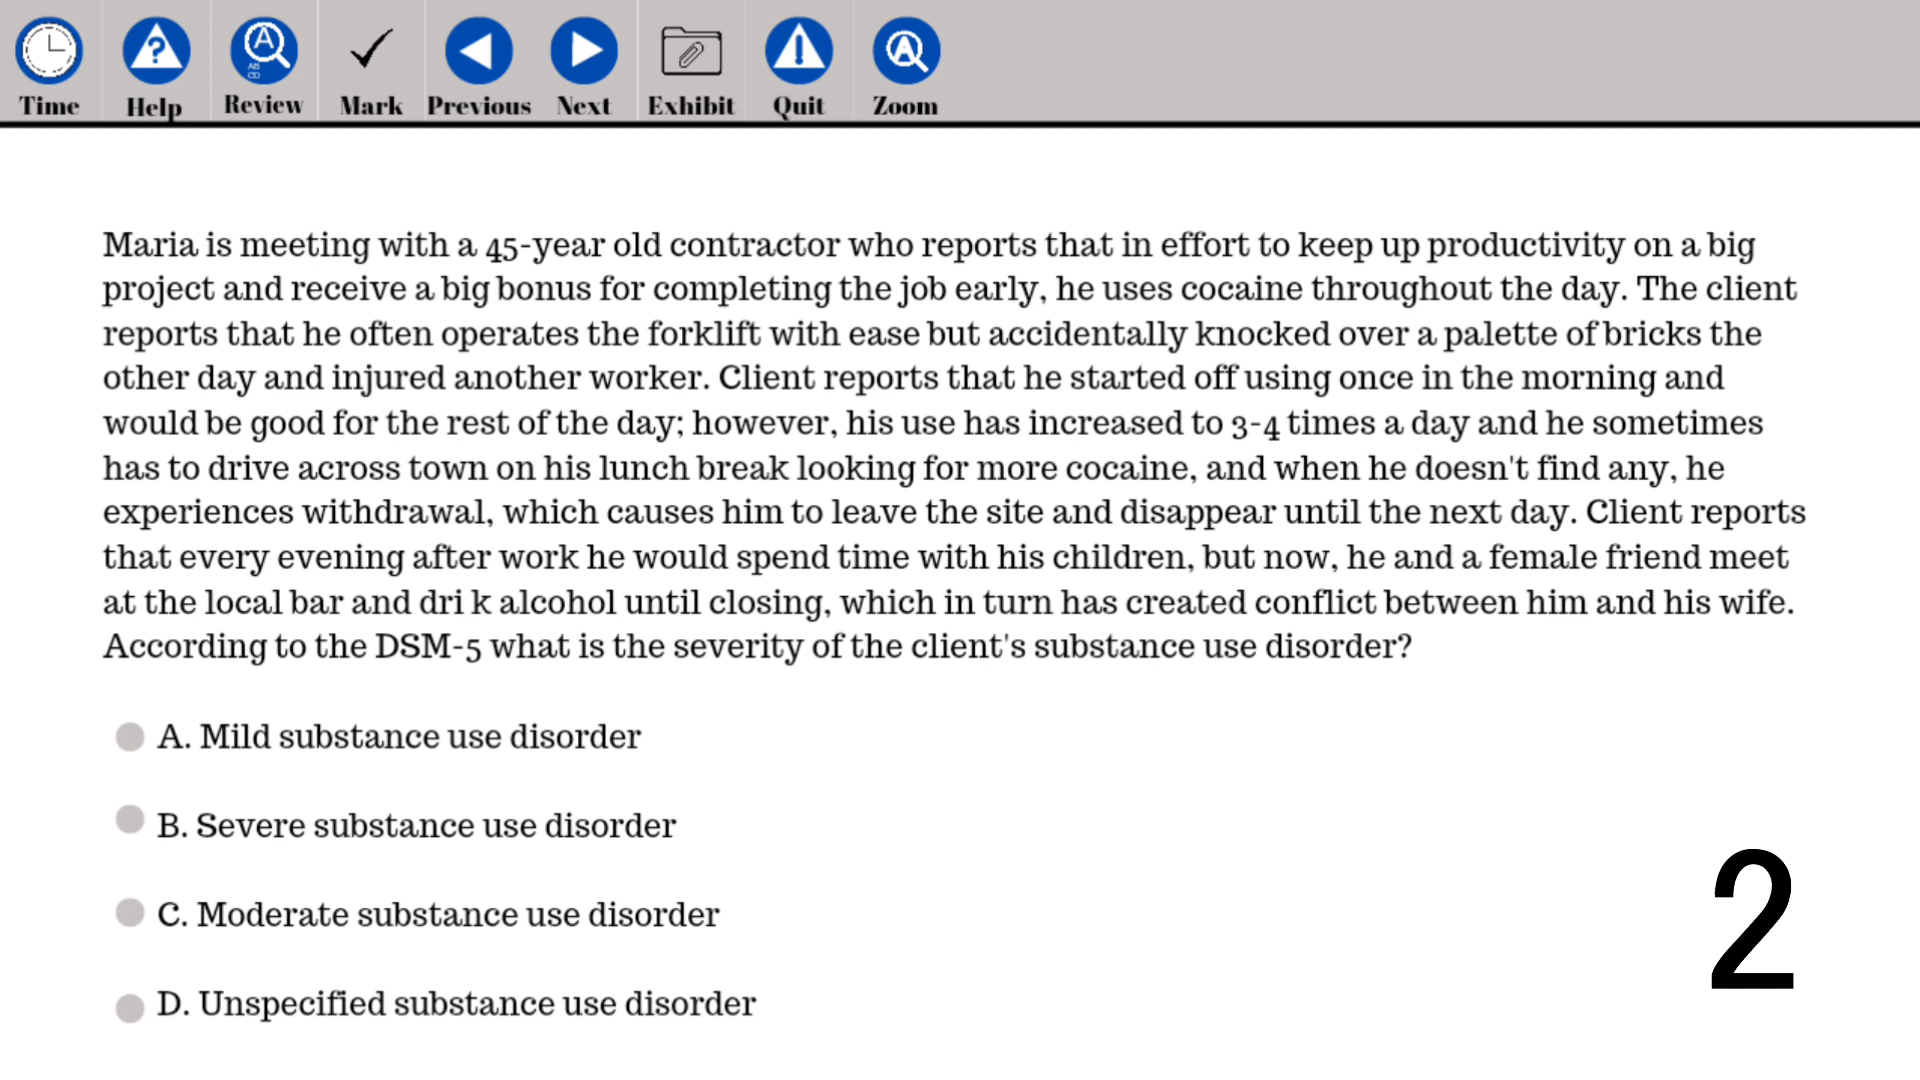 Time Help Review Mark Previous Next Exhibit Quit Zoom
Maria is meeting with a 45-year old contractor who reports that in effort to keep up productivity on a big
project and receive a big bonus for completing the job early, he uses cocaine throughout the day. The client
reports that he often operates the forklift with ease but accidentally knocked over a palette of bricks the
other day and injured another worker. Client reports that he started off using once in the morning and
would be good for the rest of the day; however, his use has increased to 3-4 times a day and he sometimes
has to drive across town on his lunch break looking for more cocaine, and when he doesn't find any, he
experiences withdrawal, which causes him to leave the site and disappear until the next day. Client reports
that every evening after work he would spend time with his children, but now, he and a female friend meet
at the local bar and dri k alcohol until closing, which in turn has created conflict between him and his wife.
According to the DSM-5 what is the severity of the client's substance use disorder?
A. Mild substance use disorder
B. Severe substance use disorder
C. Moderate substance use disorder
D. Unspecified substance use disorder
2